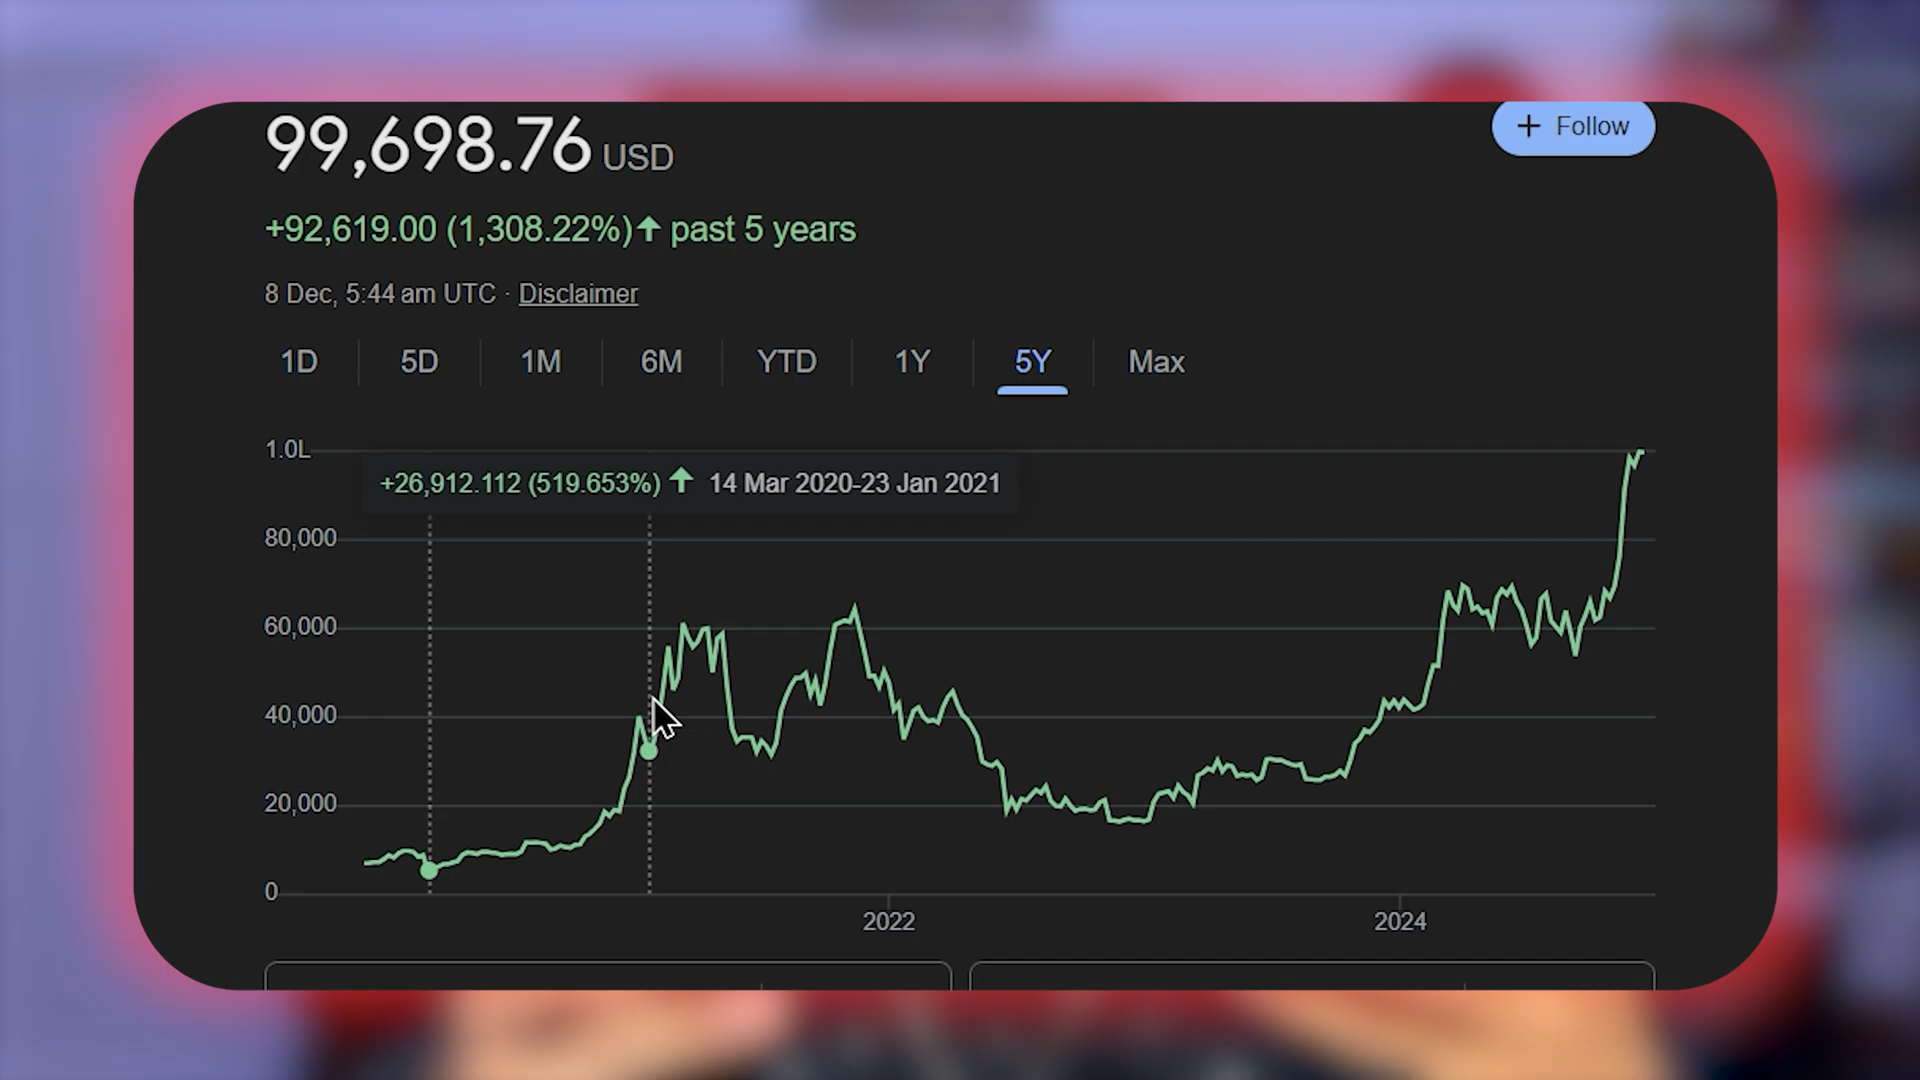 99,698.76 USD
+ Follow
+92,619.00 (1,308.22%)↑ past 5 years
8 Dec, 5:44 am UTC · Disclaimer
1D 5D 1M 6M YTD 1Y 5Y Max
1.0L
+26,912.112 (519.653%) ↑ 14 Mar 2020-23 Jan 2021
80,000
60,000
40,000
20,000
0
2022 2024